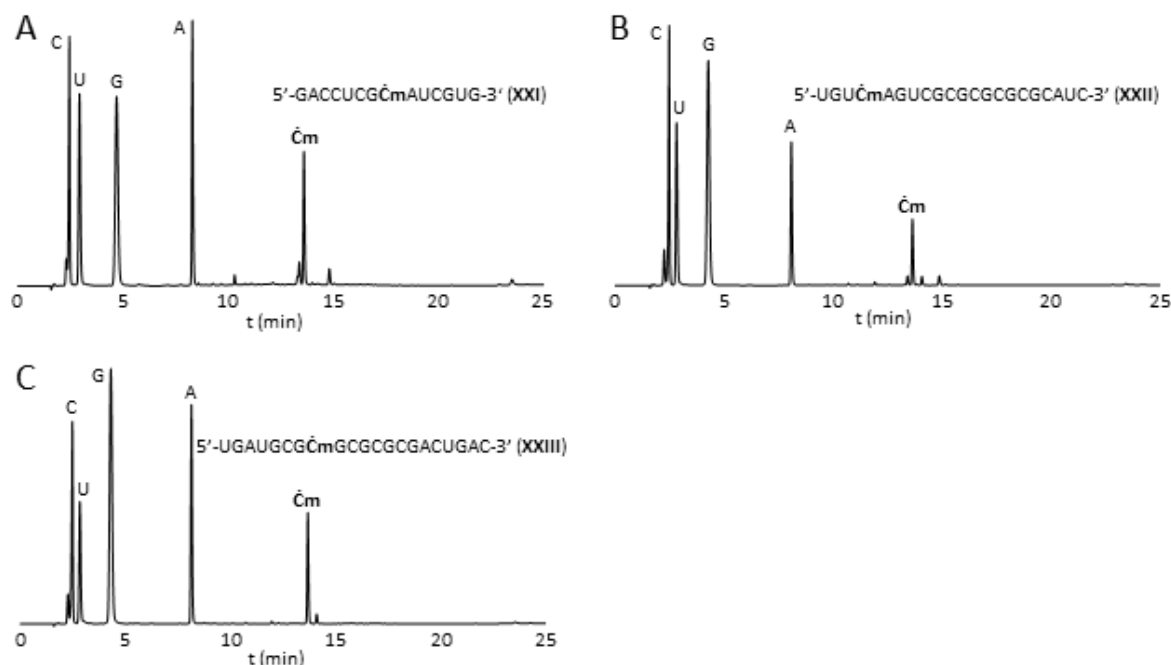 A
C
U
G
A
5’-GACCUCGĊmAUCGUG-3’ (XXI)
Ċm
0 5 10 15 20 25
t (min)
B
C
U
G
A
5’-UGUĊmAGUCGCGCGCGCGCAUC-3’ (XXII)
Ċm
0 5 10 15 20 25
t (min)
C
C
U
G
A
5’-UGAUGCGĊmGCGCGCGACUGAC-3’ (XXIII)
Ċm
0 5 10 15 20 25
t (min)